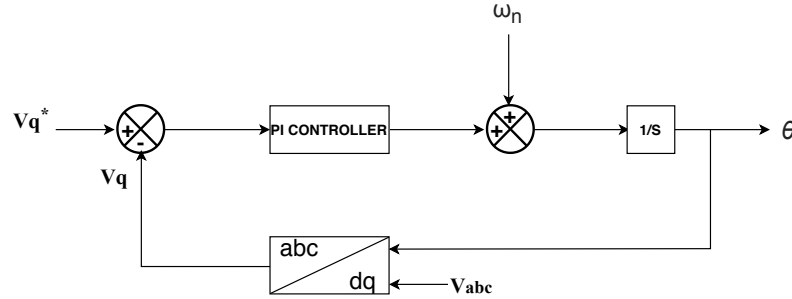 ωn
Vq*
+
-
PI CONTROLLER
+
+
1/S
θ
Vq
abc
dq
Vabc